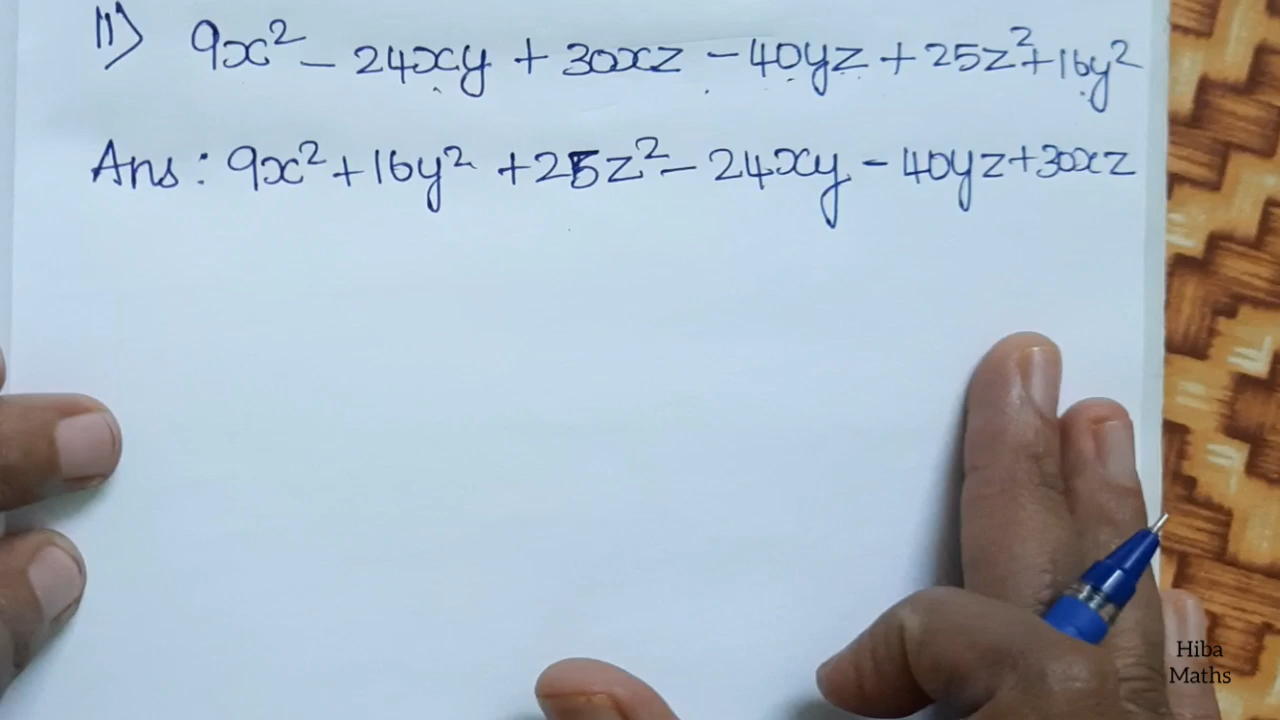 11) 9x² - 24xy + 30xz - 40yz + 25z² + 16y²
Ans: 9x² + 16y² + 25z² - 24xy - 40yz + 30xz
Hiba
Maths